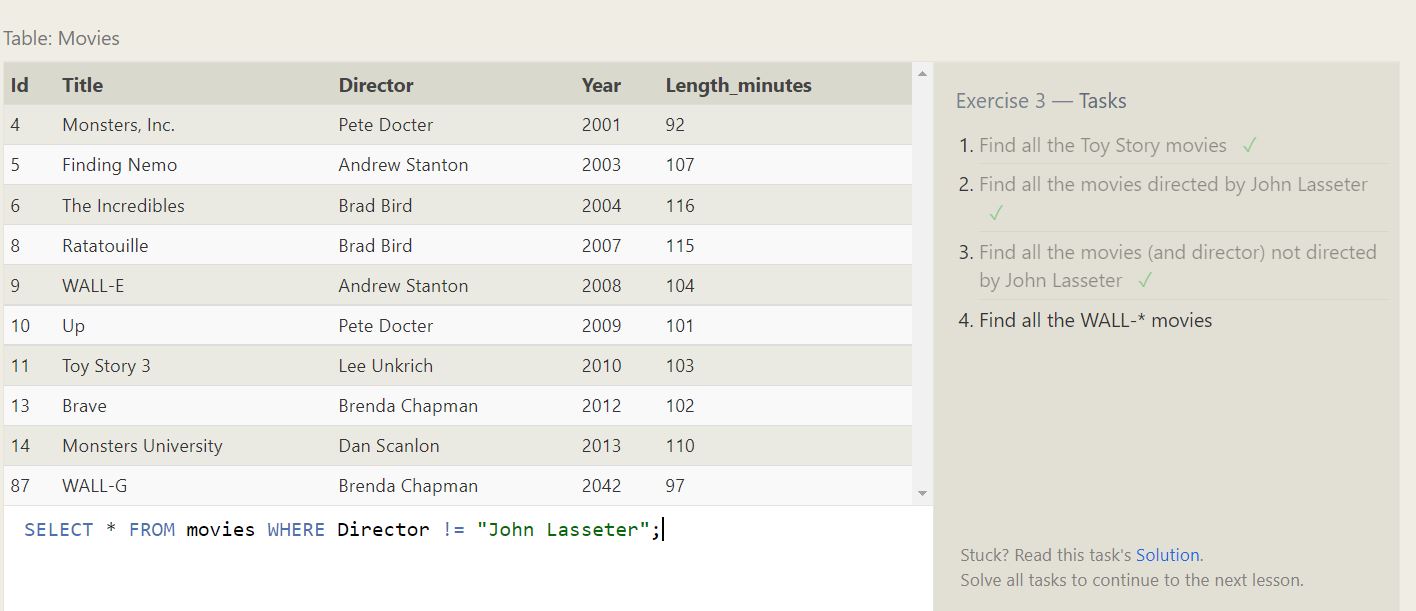 Table: Movies
Id Title Director Year Length_minutes
4 Monsters, Inc. Pete Docter 2001 92
5 Finding Nemo Andrew Stanton 2003 107
6 The Incredibles Brad Bird 2004 116
8 Ratatouille Brad Bird 2007 115
9 WALL-E Andrew Stanton 2008 104
10 Up Pete Docter 2009 101
11 Toy Story 3 Lee Unkrich 2010 103
13 Brave Brenda Chapman 2012 102
14 Monsters University Dan Scanlon 2013 110
87 WALL-G Brenda Chapman 2042 97
SELECT * FROM movies WHERE Director != "John Lasseter";
Exercise 3 — Tasks
1. Find all the Toy Story movies ✓
2. Find all the movies directed by John Lasseter
✓
3. Find all the movies (and director) not directed
by John Lasseter ✓
4. Find all the WALL-* movies
Stuck? Read this task's Solution.
Solve all tasks to continue to the next lesson.